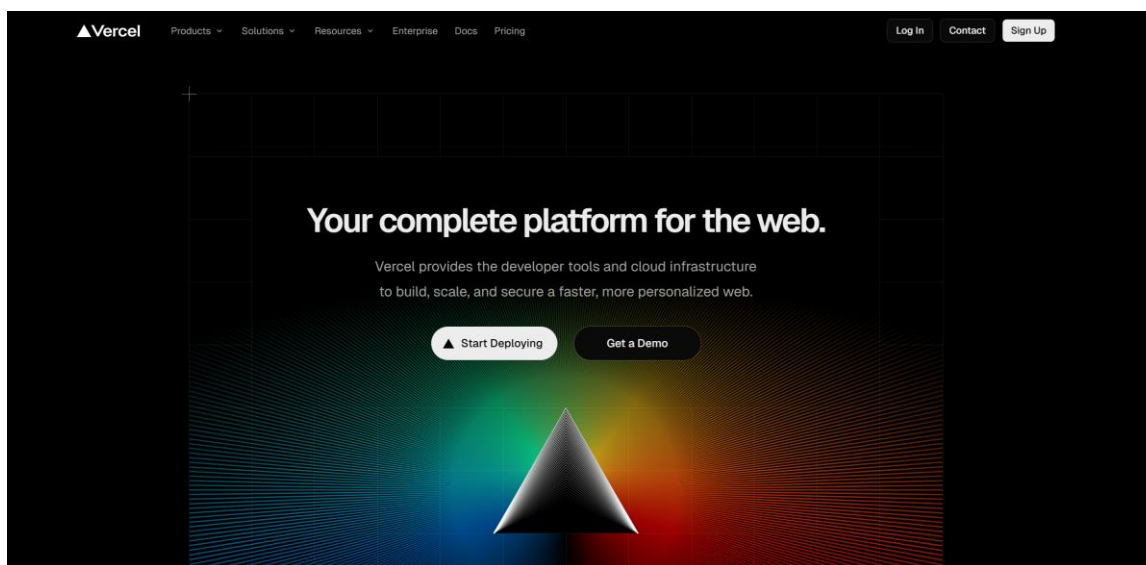 Vercel Products Solutions Resources Enterprise Docs Pricing Log In Contact Sign Up
Your complete platform for the web.
Vercel provides the developer tools and cloud infrastructure
to build, scale, and secure a faster, more personalized web.
Start Deploying Get a Demo